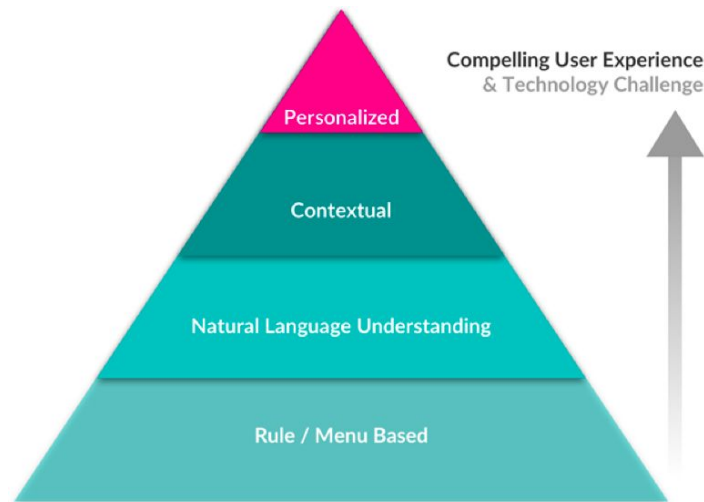 Compelling User Experience
& Technology Challenge
Personalized
Contextual
Natural Language Understanding
Rule / Menu Based